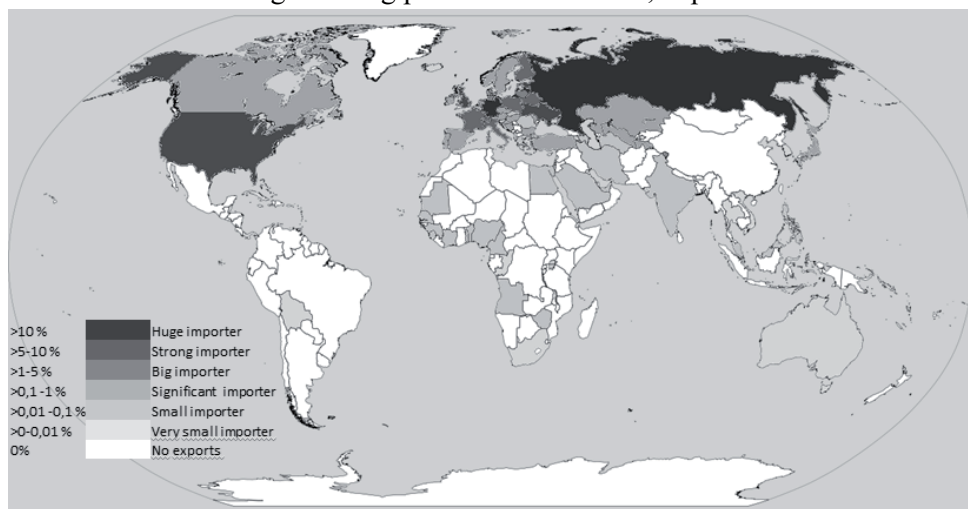 >10 % Huge importer
>5-10 % Strong importer
>1-5 % Big importer
>0,1 -1 % Significant importer
>0,01 -0,1 % Small importer
>0-0,01 % Very small importer
0% No exports